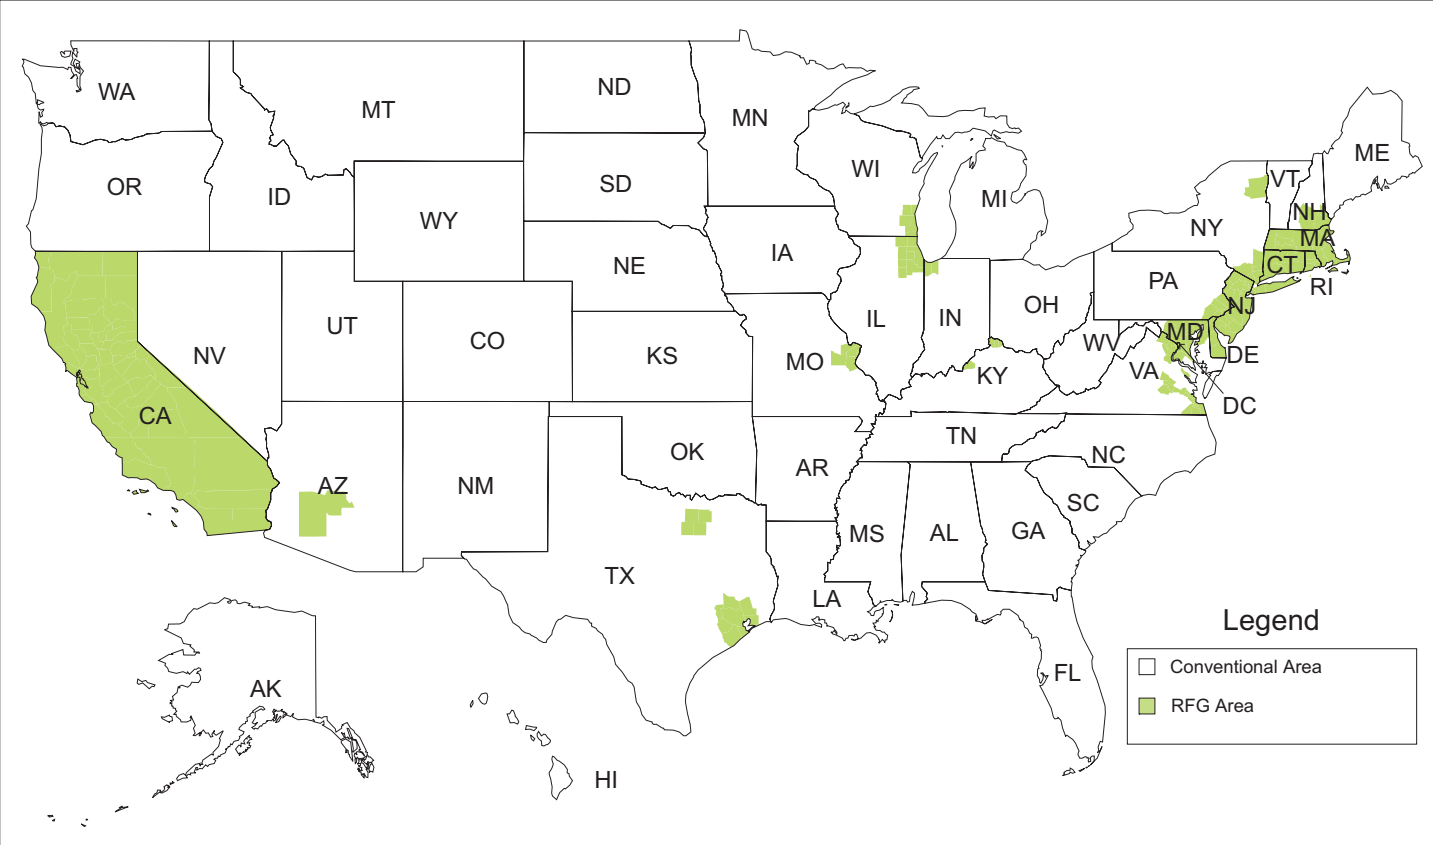 WA
MT
ND
MN
OR
ID
WY
SD
WI
MI
NY
VT
ME
NH
MA
CT
RI
NV
UT
CO
NE
IA
IL
IN
OH
PA
NJ
CA
KS
MO
KY
WV
VA
MD
DE
DC
AZ
NM
OK
AR
TN
NC
SC
MS
AL
GA
TX
LA
FL
AK
HI
Legend
Conventional Area
RFG Area